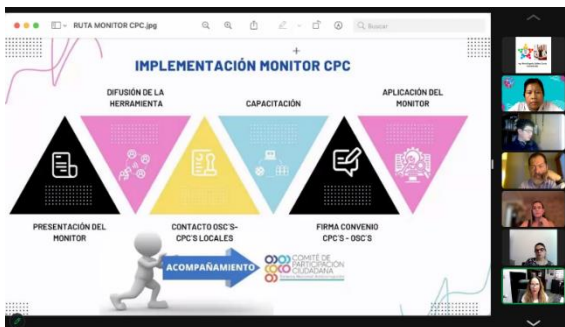 RUTA MONITOR CPC.jpg
Buscar
IMPLEMENTACIÓN MONITOR CPC
DIFUSIÓN DE LA
HERRAMIENTA
CAPACITACIÓN
APLICACIÓN DEL
MONITOR
PRESENTACIÓN DEL
MONITOR
CONTACTO OSC'S-
CPC'S LOCALES
FIRMA CONVENIO
CPC'S - OSC'S
ACOMPAÑAMIENTO
COMITÉ DE
PARTICIPACIÓN
CIUDADANA